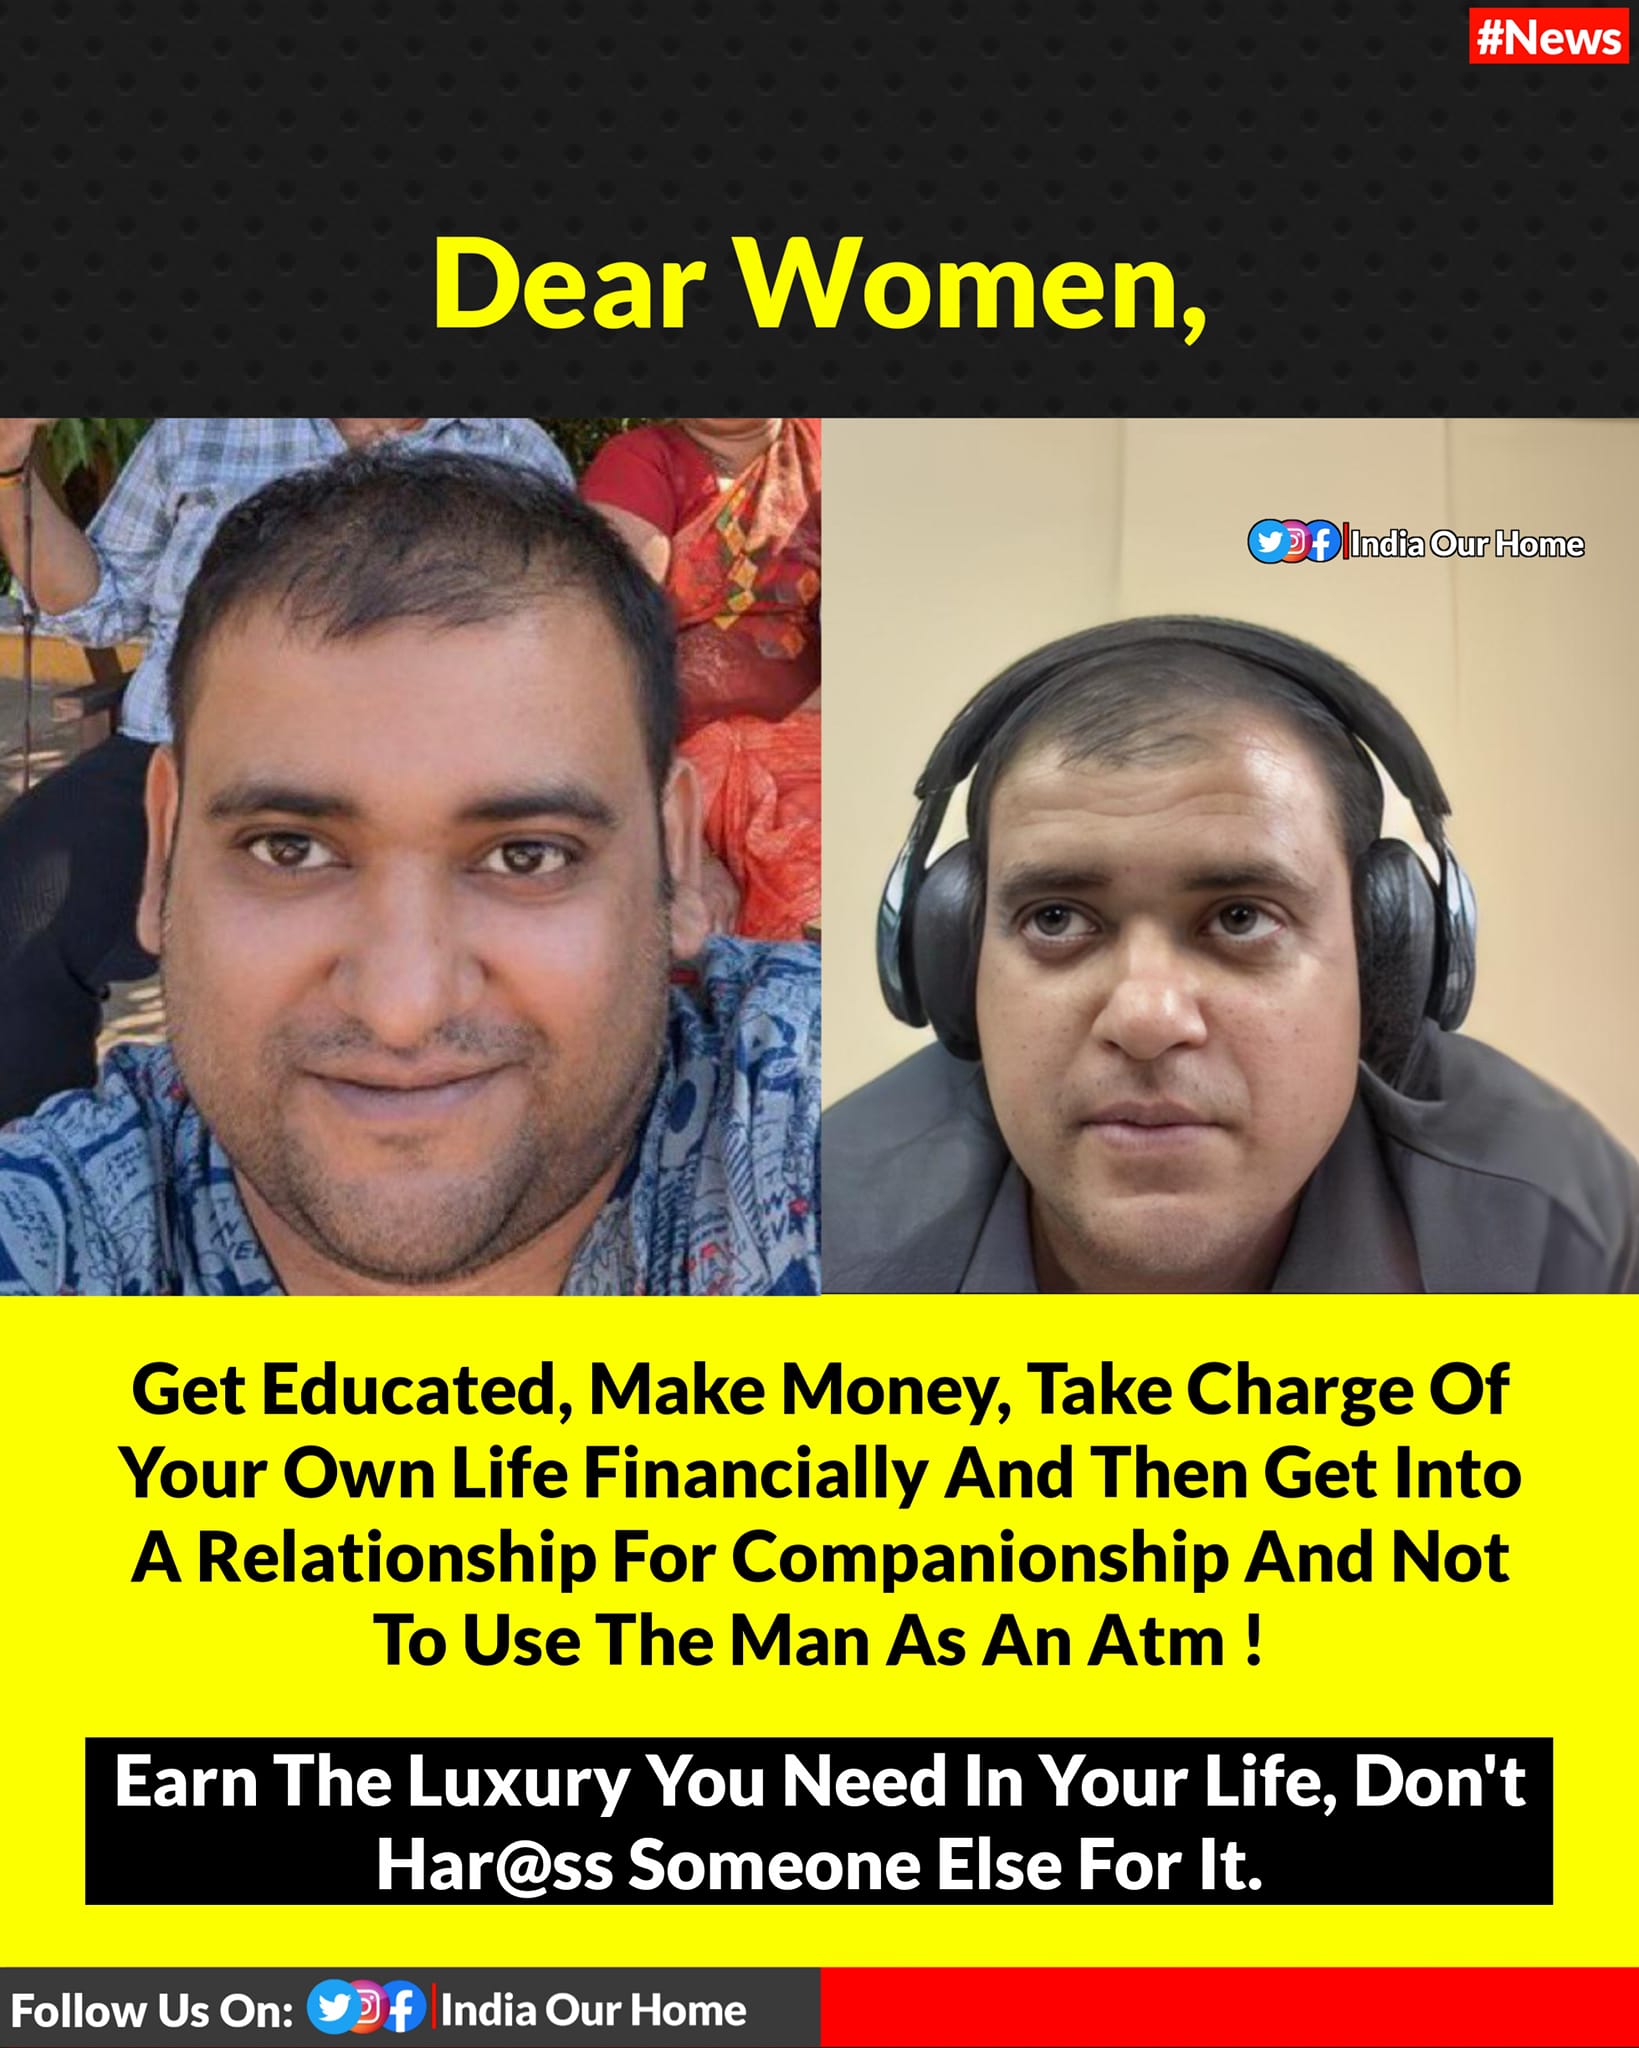 #News
Dear Women,
India Our Home
Get Educated, Make Money, Take Charge Of
Your Own Life Financially And Then Get Into
A Relationship For Companionship And Not
To Use The Man As An Atm !
Earn The Luxury You Need In Your Life, Don't
Har@ss Someone Else For It.
Follow Us On: India Our Home